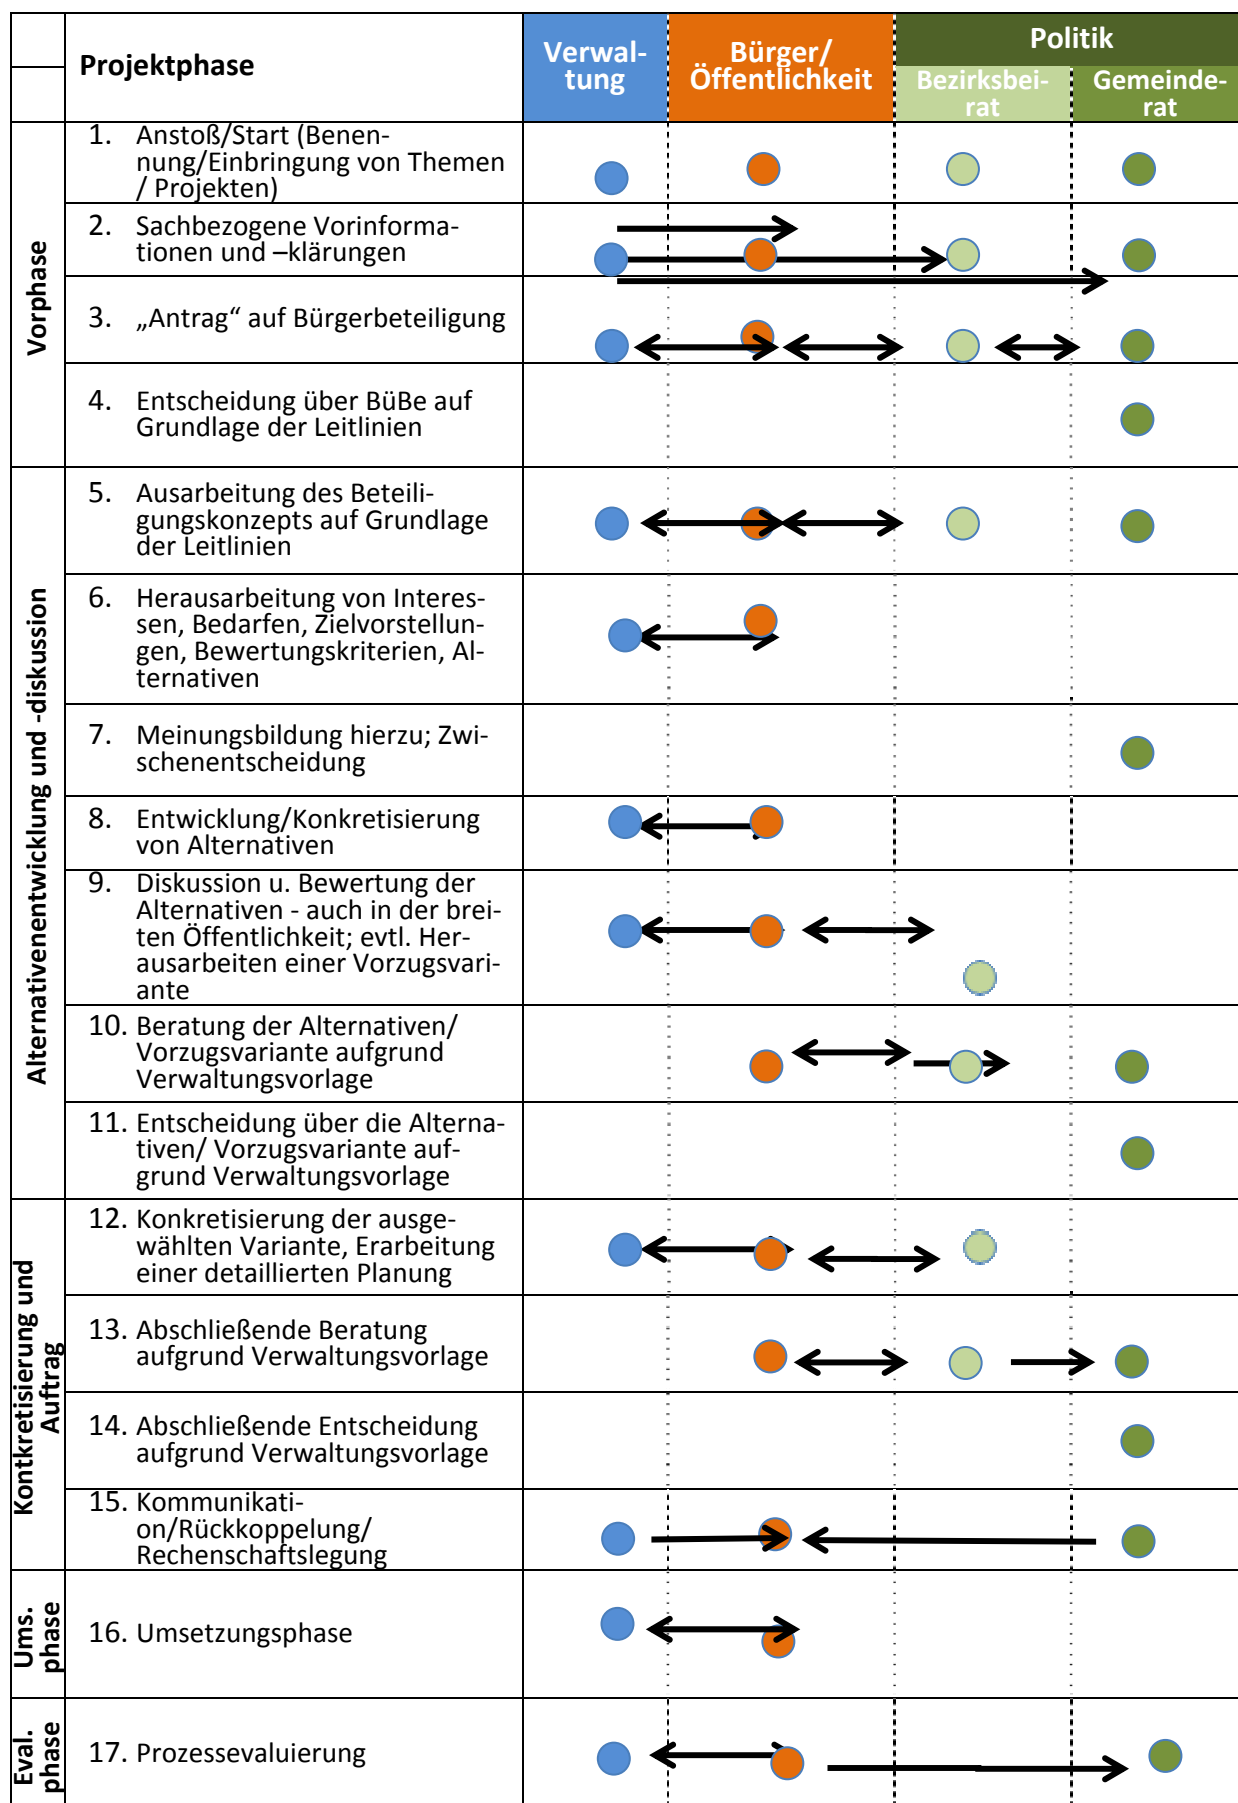 Projektphase
Verwal-
tung
Bürger/
Öffentlichkeit
Politik
Bezirksbei-
rat
Gemeinde-
rat
Vorphase
1. Anstoß/Start (Benen-
nung/Einbringung von Themen
/ Projekten)
2. Sachbezogene Vorinforma-
tionen und –klärungen
3. „Antrag“ auf Bürgerbeteiligung
4. Entscheidung über BüBe auf
Grundlage der Leitlinien
Alternativenentwicklung und -diskussion
5. Ausarbeitung des Beteili-
gungskonzepts auf Grundlage
der Leitlinien
6. Herausarbeitung von Interes-
sen, Bedarfen, Zielvorstellun-
gen, Bewertungskriterien, Al-
ternativen
7. Meinungsbildung hierzu; Zwi-
schenentscheidung
8. Entwicklung/Konkretisierung
von Alternativen
9. Diskussion u. Bewertung der
Alternativen - auch in der brei-
ten Öffentlichkeit; evtl. Her-
ausarbeiten einer Vorzugsvari-
ante
10. Beratung der Alternativen/
Vorzugsvariante aufgrund
Verwaltungsvorlage
11. Entscheidung über die Alterna-
tiven/ Vorzugsvariante auf-
grund Verwaltungsvorlage
Kontkretisierung und
Auftrag
12. Konkretisierung der ausge-
wählten Variante, Erarbeitung
einer detaillierten Planung
13. Abschließende Beratung
aufgrund Verwaltungsvorlage
14. Abschließende Entscheidung
aufgrund Verwaltungsvorlage
15. Kommunikati-
on/Rückkoppelung/
Rechenschaftslegung
Ums.
phase
16. Umsetzungsphase
Eval.
phase
17. Prozessevaluierung